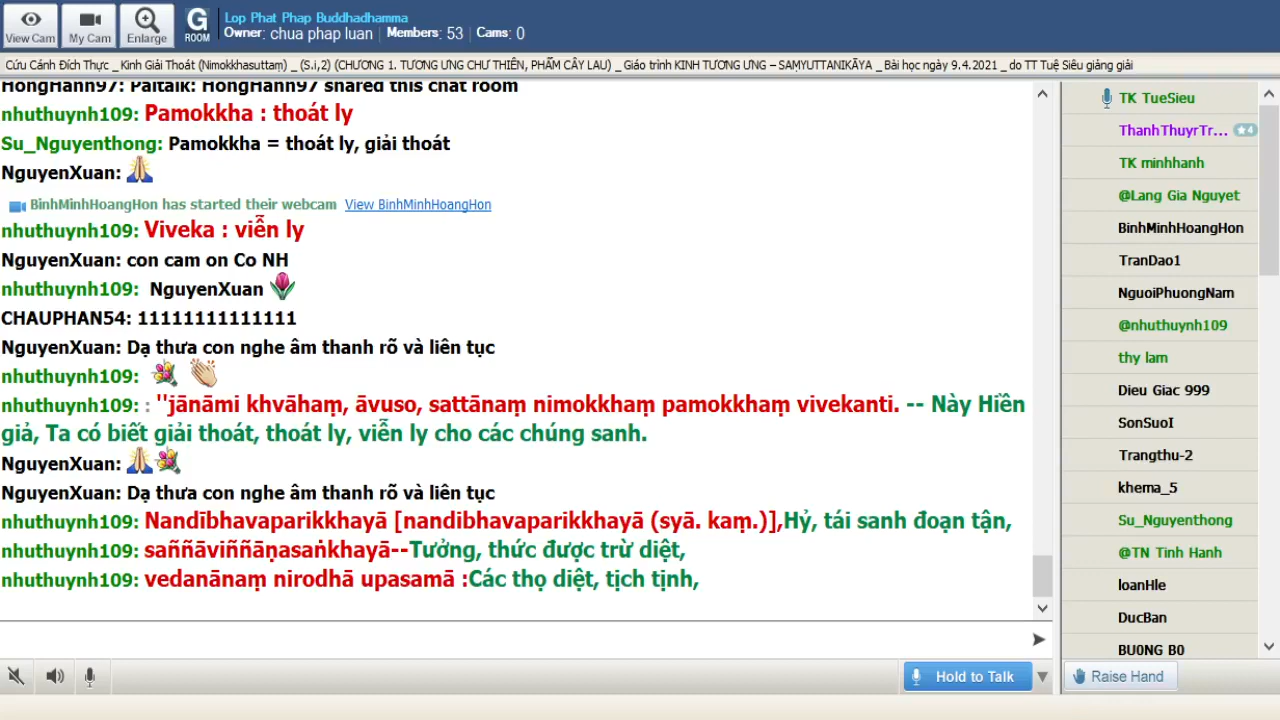 View Cam
My Cam
Enlarge
G
ROOM
Lop Phat Phap Buddhadhamma
Owner: chua phap luan | Members: 53 | Cams: 0
Cứu Cánh Đích Thực _ Kinh Giải Thoát (Nimokkhasuttaṃ) _ (S.i,2) (CHƯƠNG 1. TƯƠNG ƯNG CHƯ THIÊN, PHẨM CÂY LAU) _ Giáo trình KINH TƯƠNG ƯNG – SAṂYUTTANIKĀYA _ Bài học ngày 9.4.2021 _ do TT Tuệ Siêu giảng giải
HongHanh97: Paltalk: HongHanh97 shared this chat room
nhuthuynh109: Pamokkha : thoát ly
Su_Nguyenthong: Pamokkha = thoát ly, giải thoát
NguyenXuan:
BinhMinhHoangHon has started their webcam View BinhMinhHoangHon
nhuthuynh109: Viveka : viễn ly
NguyenXuan: con cam on Co NH
nhuthuynh109: NguyenXuan
CHAUPHAN54: 11111111111111
NguyenXuan: Dạ thưa con nghe âm thanh rõ và liên tục
nhuthuynh109:
nhuthuynh109: : ''jānāmi khvāhaṃ, āvuso, sattānaṃ nimokkhaṃ pamokkhaṃ vivekanti. -- Này Hiền
giả, Ta có biết giải thoát, thoát ly, viễn ly cho các chúng sanh.
NguyenXuan:
NguyenXuan: Dạ thưa con nghe âm thanh rõ và liên tục
nhuthuynh109: Nandībhavaparikkhayā [nandibhavaparikkhayā (syā. kaṃ.)],Hỷ, tái sanh đoạn tận,
nhuthuynh109: saññāviññāṇasaṅkhayā--Tưởng, thức được trừ diệt,
nhuthuynh109: vedanānaṃ nirodhā upasamā :Các thọ diệt, tịch tịnh,
Hold to Talk
TK TueSieu
ThanhThuyrTr... 4
TK minhhanh
@Lang Gia Nguyet
BinhMinhHoangHon
TranDao1
NguoiPhuongNam
@nhuthuynh109
thy lam
Dieu Giac 999
SonSuoI
Trangthu-2
khema_5
Su_Nguyenthong
@TN Tinh Hanh
loanHle
DucBan
BU0NG B0
Raise Hand